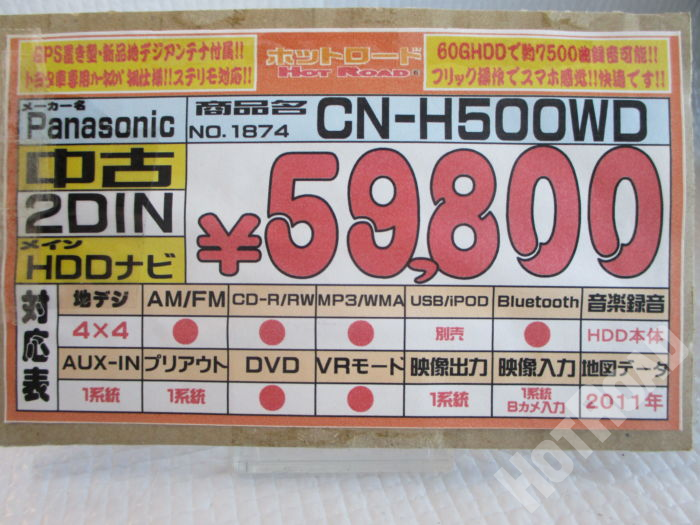 GPS置き型・新品地デジアンテナ付属!!
トヨタ車専用ハーネスパネル仕様!!ステリモ対応!!
ホットロード
HOT ROAD
60GHDDで約7500曲録音可能!!
フリック操作でスマホ感覚!!快適です!!
メーカー名
Panasonic
商品名
NO.1874
CN-H500WD
中古
2DIN
メイン
HDDナビ
¥59,800
対応表
地デジ AM/FM CD-R/RW MP3/WMA USB/iPOD Bluetooth 音楽録音
4×4 ● ● ● 別売 ● HDD本体
AUX-IN プリアウト DVD VRモード 映像出力 映像入力 地図データ
1系統 1系統 ● ● 1系統 1系統 Bカメ入力 2011年
HOTROAD